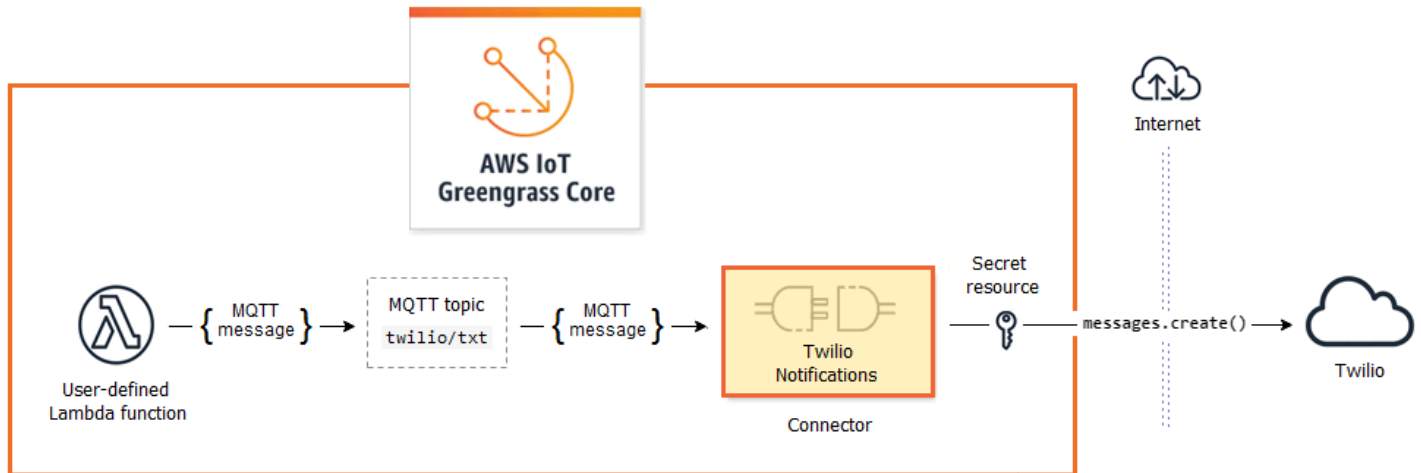 AWS IoT
Greengrass Core
Internet
User-defined
Lambda function
{ MQTT
message }
MQTT topic
twilio/txt
{ MQTT
message }
Twilio
Notifications
Connector
Secret
resource
messages.create()
Twilio